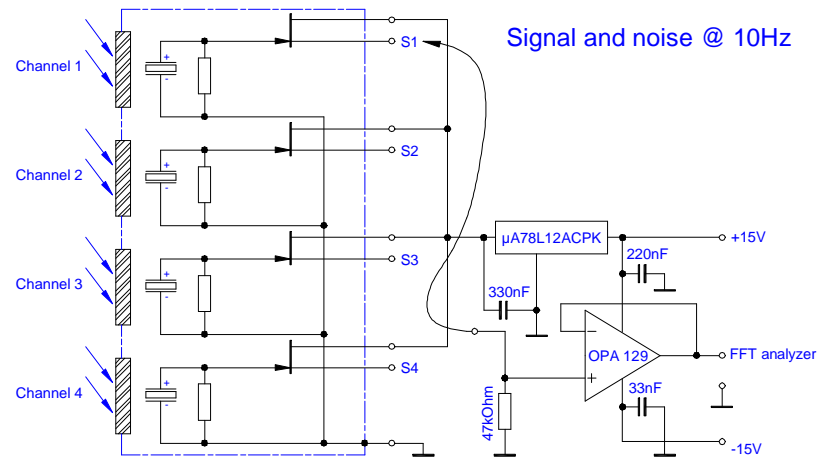 Signal and noise @ 10Hz
Channel 1
+
-
S1
Channel 2
+
-
S2
Channel 3
+
-
S3
Channel 4
+
-
S4
µA78L12ACPK
+15V
220nF
330nF
−
OPA 129
+
FFT analyzer
33nF
47kOhm
-15V